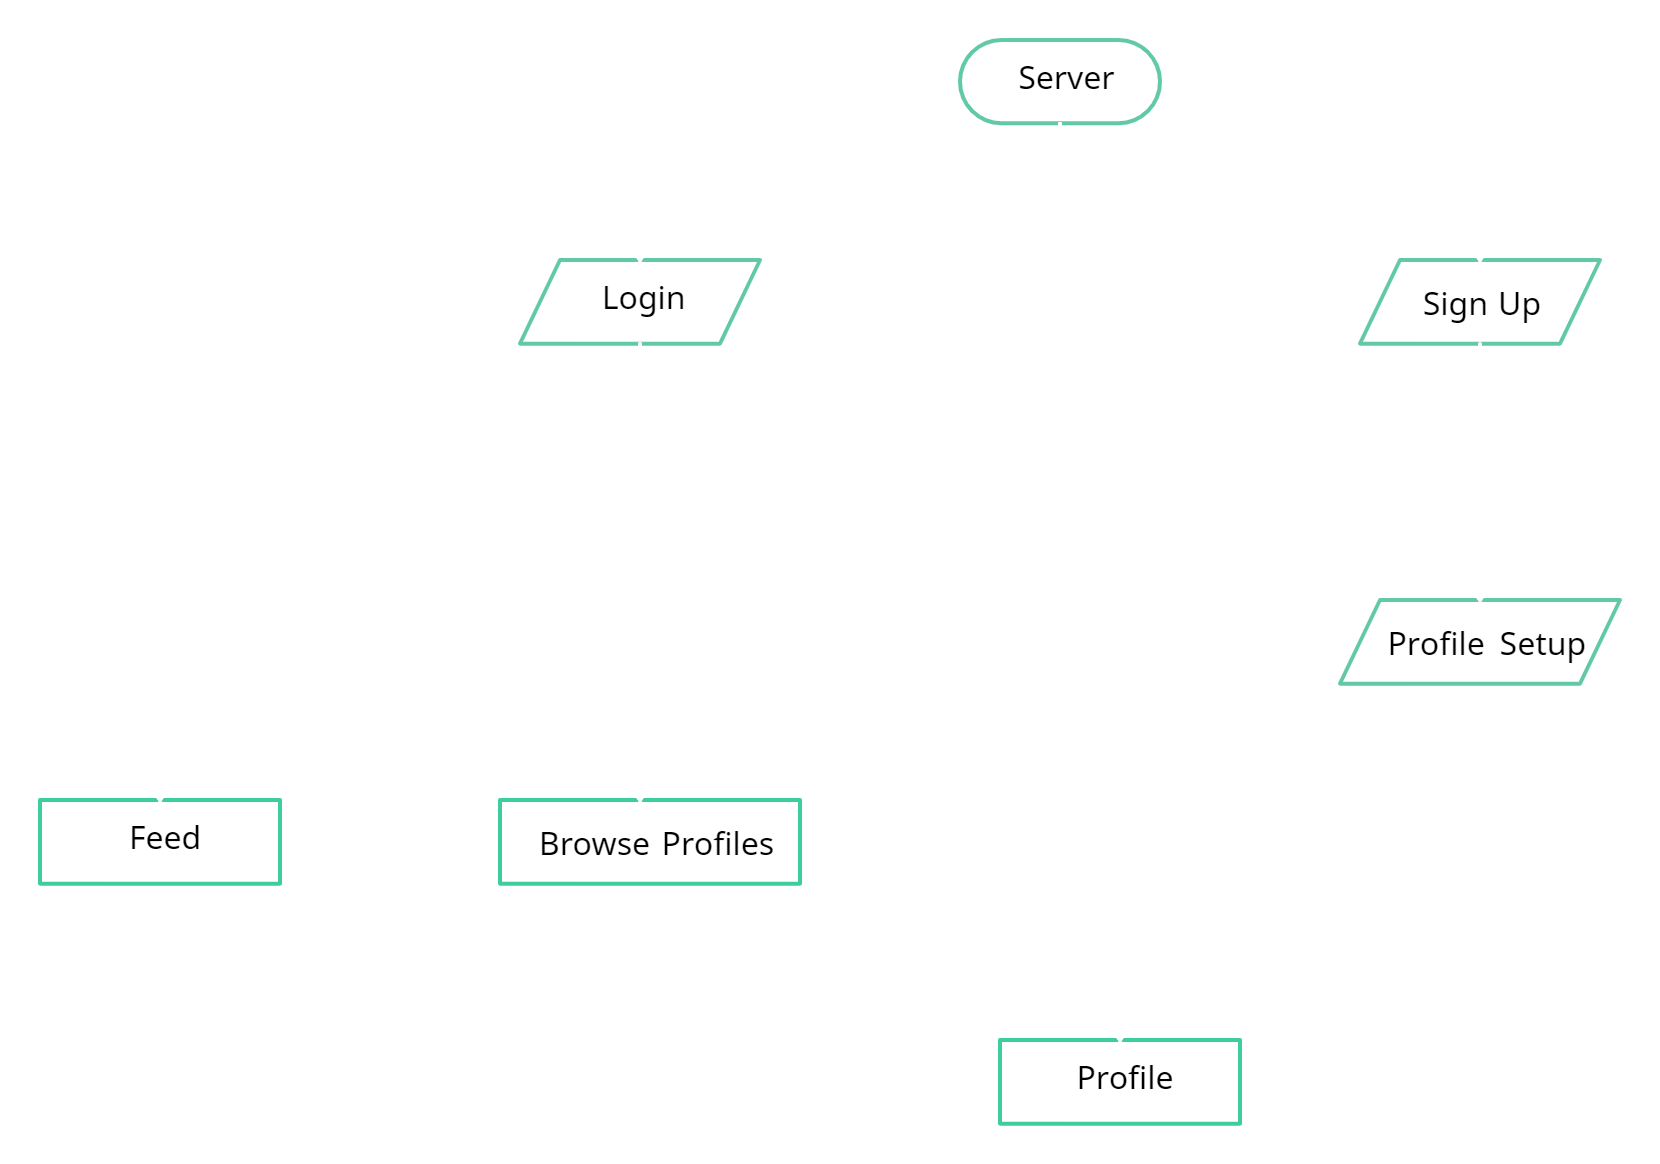 Server
Login
Sign Up
Profile Setup
Feed
Browse Profiles
Profile